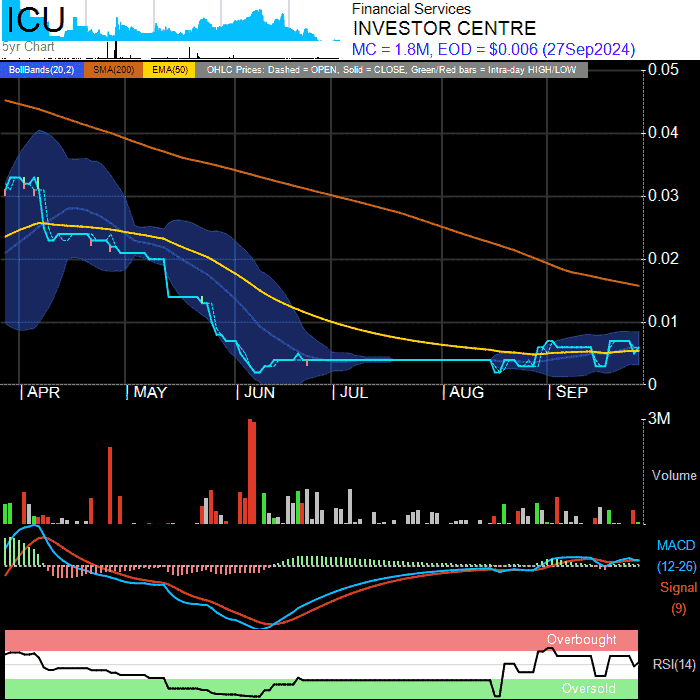 ICU
5yr Chart
Financial Services
INVESTOR CENTRE
MC = 1.8M, EOD = $0.006 (27Sep2024)
BollBands(20,2) SMA(200) EMA(50) OHLC Prices: Dashed = OPEN, Solid = CLOSE, Green/Red bars = Intra-day HIGH/LOW
0.05
0.04
0.03
0.02
0.01
0
| APR | MAY | JUN | JUL | AUG | SEP
3M
Volume
MACD
(12-26)
Signal
(9)
Overbought
RSI(14)
Oversold